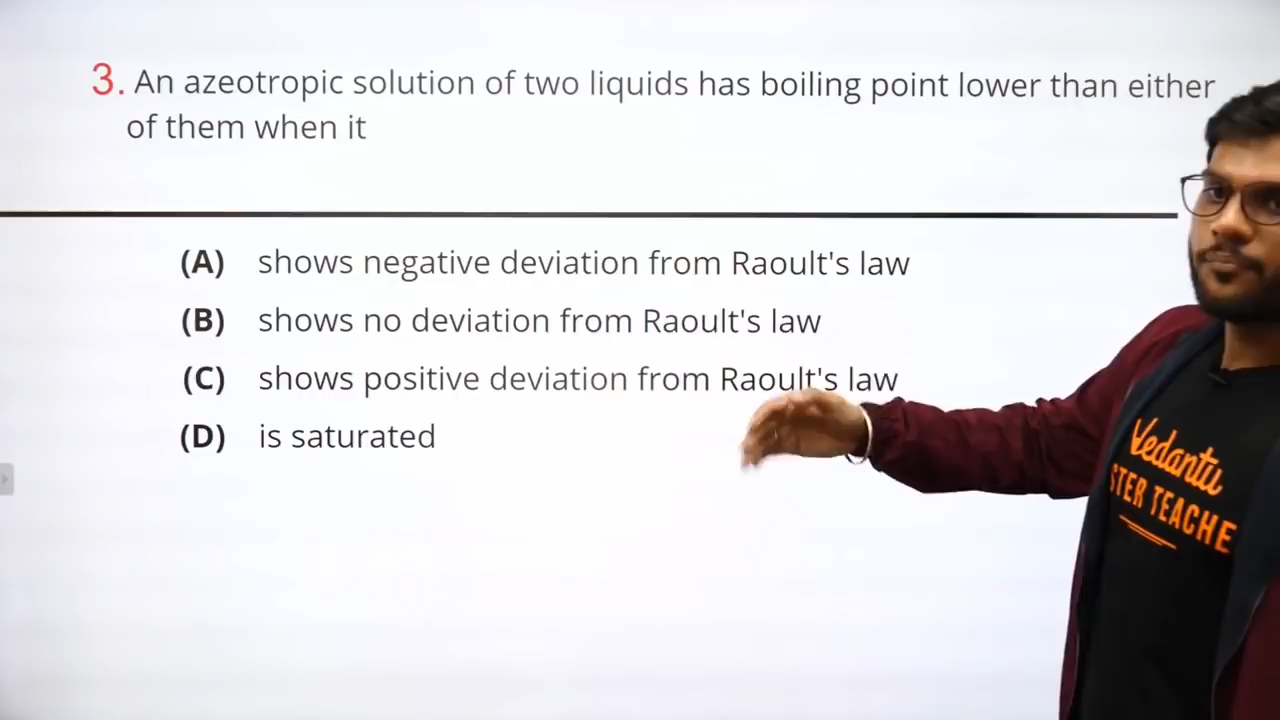 3. An azeotropic solution of two liquids has boiling point lower than either
of them when it
(A) shows negative deviation from Raoult's law
(B) shows no deviation from Raoult's law
(C) shows positive deviation from Raoult's law
(D) is saturated
Vedantu
STER TEACHE